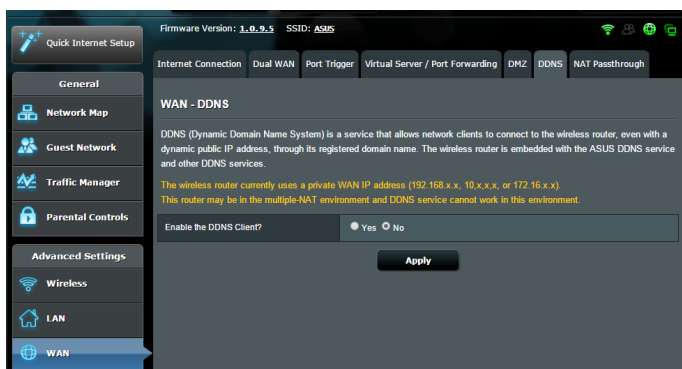 Quick Internet Setup
General
Network Map
Guest Network
Traffic Manager
Parental Controls
Advanced Settings
Wireless
LAN
WAN
Firmware Version: 1.0.9.5 SSID: ASUS
Internet Connection Dual WAN Port Trigger Virtual Server / Port Forwarding DMZ DDNS NAT Passthrough
WAN - DDNS
DDNS (Dynamic Domain Name System) is a service that allows network clients to connect to the wireless router, even with a
dynamic public IP address, through its registered domain name. The wireless router is embedded with the ASUS DDNS service
and other DDNS services.
The wireless router currently uses a private WAN IP address (192.168.x.x, 10,x,x,x, or 172.16.x.x).
This router may be in the multiple-NAT environment and DDNS service cannot work in this environment.
Enable the DDNS Client? Yes No
Apply